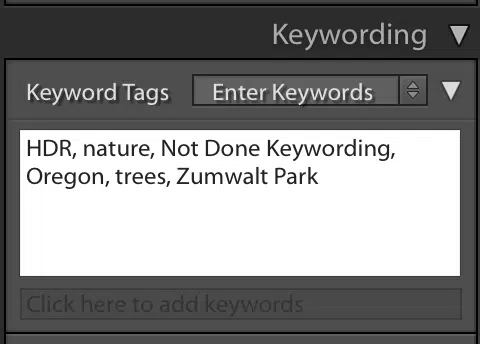 Keywording
Keyword Tags
Enter Keywords
HDR, nature, Not Done Keywording,
Oregon, trees, Zumwalt Park
Click here to add keywords